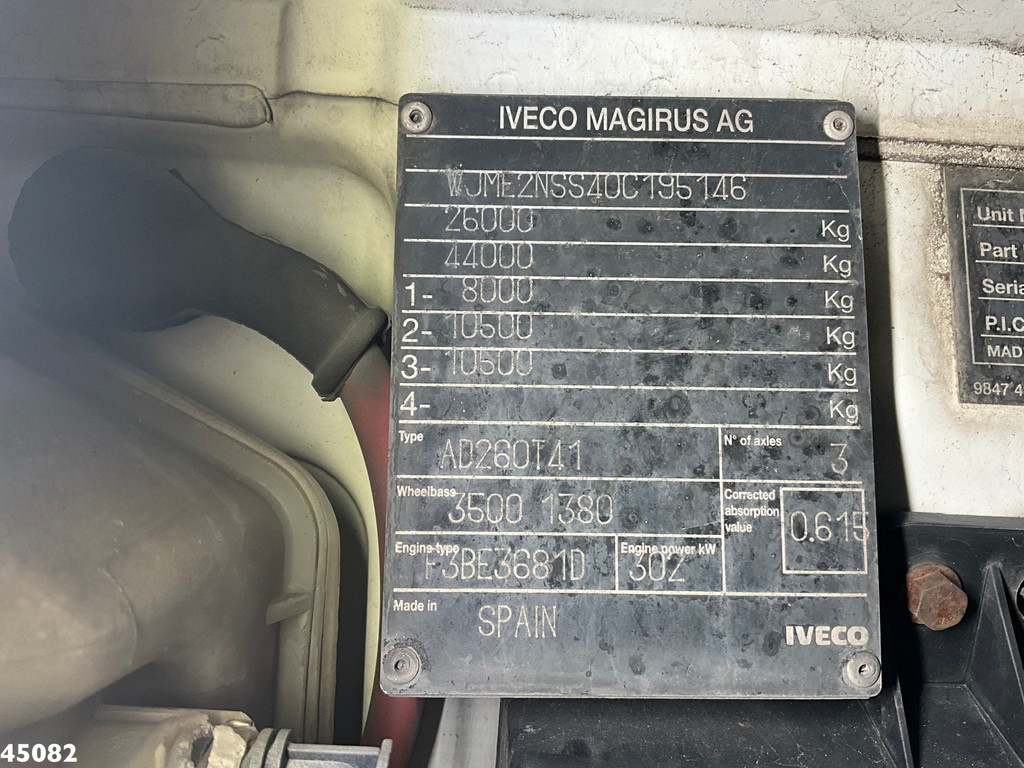 IVECO MAGIRUS AG
WJME2NSS40C195146
26000 Kg
44000 Kg
1- 8000 Kg
2- 10500 Kg
3- 10500 Kg
4- Kg
Type AD260T41 N° of axles 3
Wheelbase 3500 1380 Corrected absorption value 0.615
Engine type F3BE3681D Engine power kW 302
Made in SPAIN
IVECO
Unit
Part
Seria
P.I.C
MAD
9847 4
45082